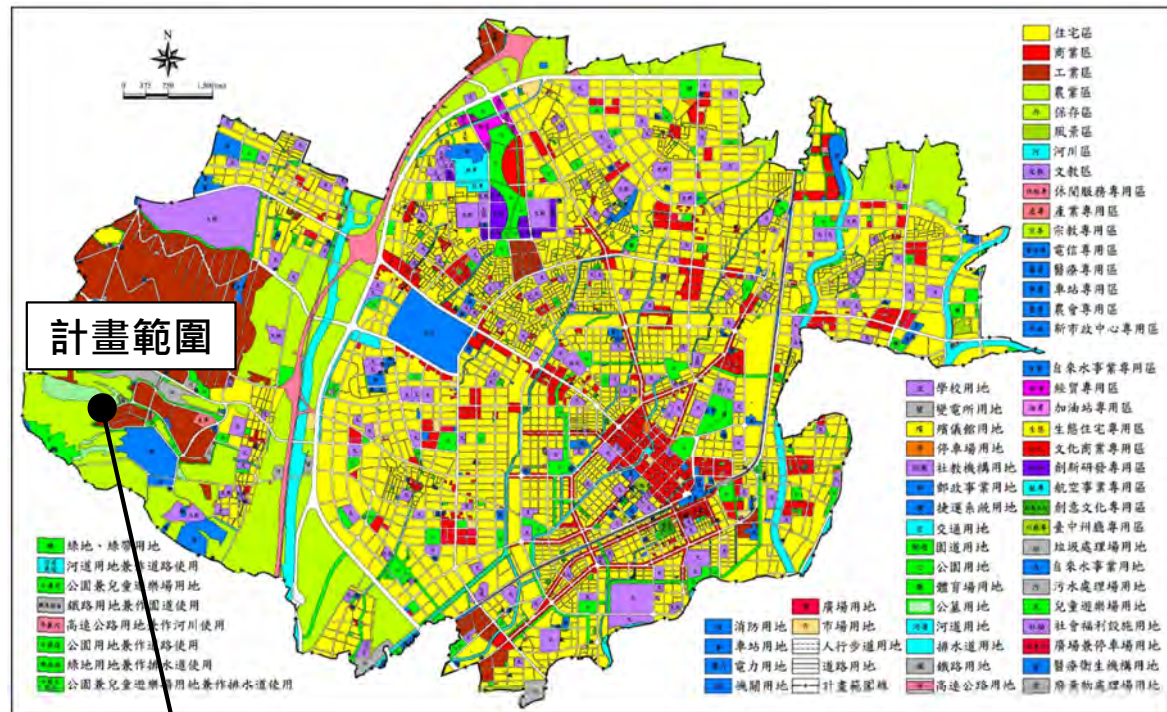 N
0 375 750 1,500(m)
計畫範圍
住宅區
商業區
工業區
農業區
保存區
風景區
河川區
文教區
休閒服務專用區
產業專用區
宗教專用區
電信專用區
醫療專用區
車站專用區
農會專用區
新市政中心專用區
自來水事業專用區
經貿專用區
加油站專用區
生態住宅專用區
文化商業專用區
創新研發專用區
航空事業專用區
創意文化專用區
臺中州廳專用區
垃圾處理場用地
自來水事業用地
污水處理場用地
兒童遊樂場用地
社會福利設施用地
廣場兼停車場用地
醫療衛生機構用地
廢棄物處理場用地
學校用地
變電所用地
殯儀館用地
停車場用地
社教機構用地
郵政事業用地
捷運系統用地
交通用地
園道用地
公園用地
體育場用地
公墓用地
河道用地
排水道用地
鐵路用地
高速公路用地
廣場用地
市場用地
人行步道用地
道路用地
計畫範圍線
消防用地
車站用地
電力用地
機關用地
綠地、綠帶用地
河道用地兼作道路使用
公園兼兒童遊樂場用地
鐵路用地兼作園道使用
高速公路用地兼作河川使用
公園用地兼作道路使用
綠地用地兼作排水道使用
公園兼兒童遊樂場用地兼作排水道使用